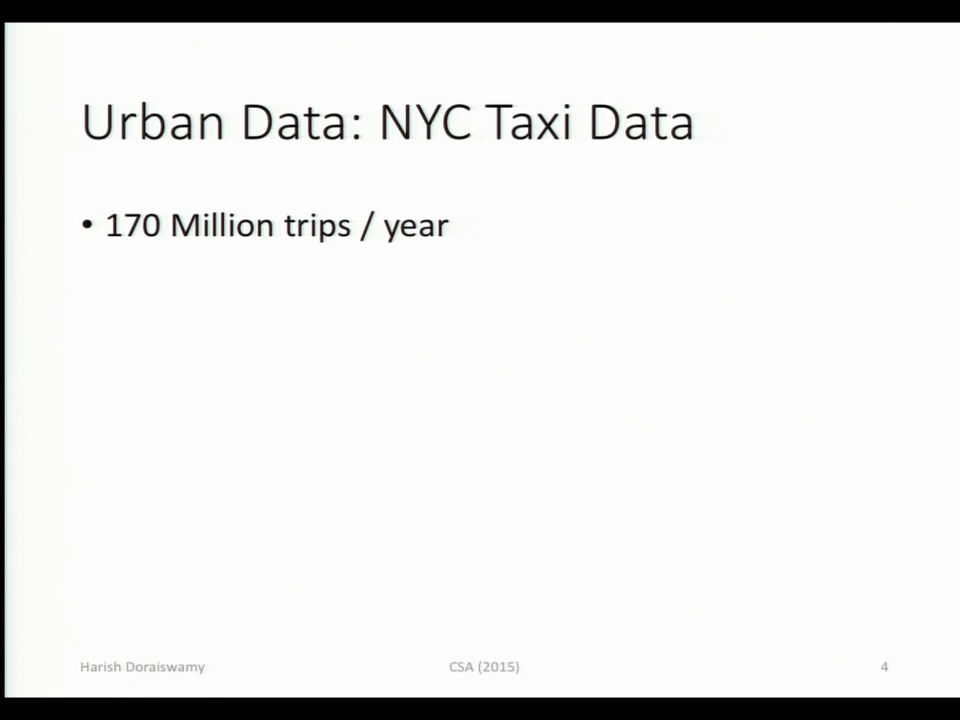 Urban Data: NYC Taxi Data
• 170 Million trips / year
Harish Doraiswamy
CSA (2015)
4